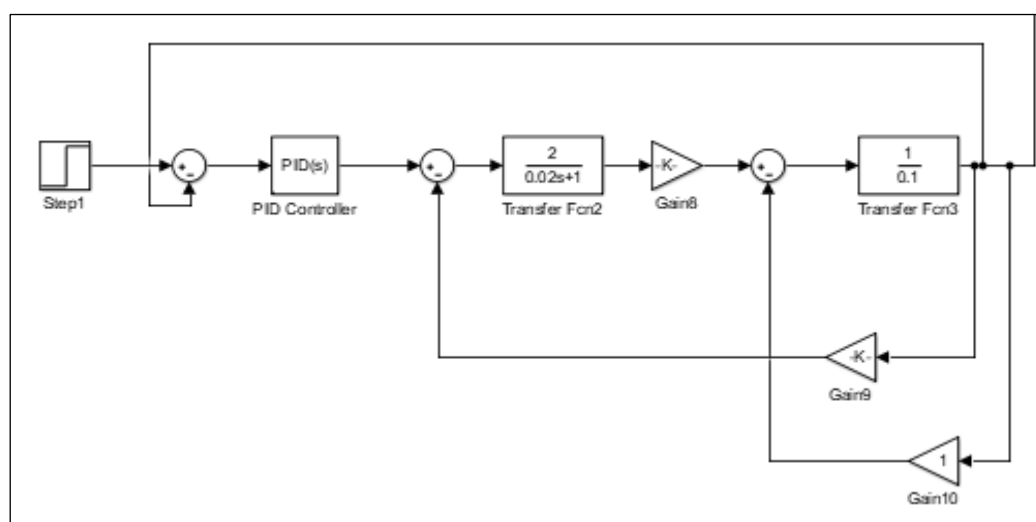 Step1
+
-
PID(s)
PID Controller
+
-
2
0.02s+1
Transfer Fcn2
-K-
Gain8
+
-
1
0.1
Transfer Fcn3
-K-
Gain9
1
Gain10